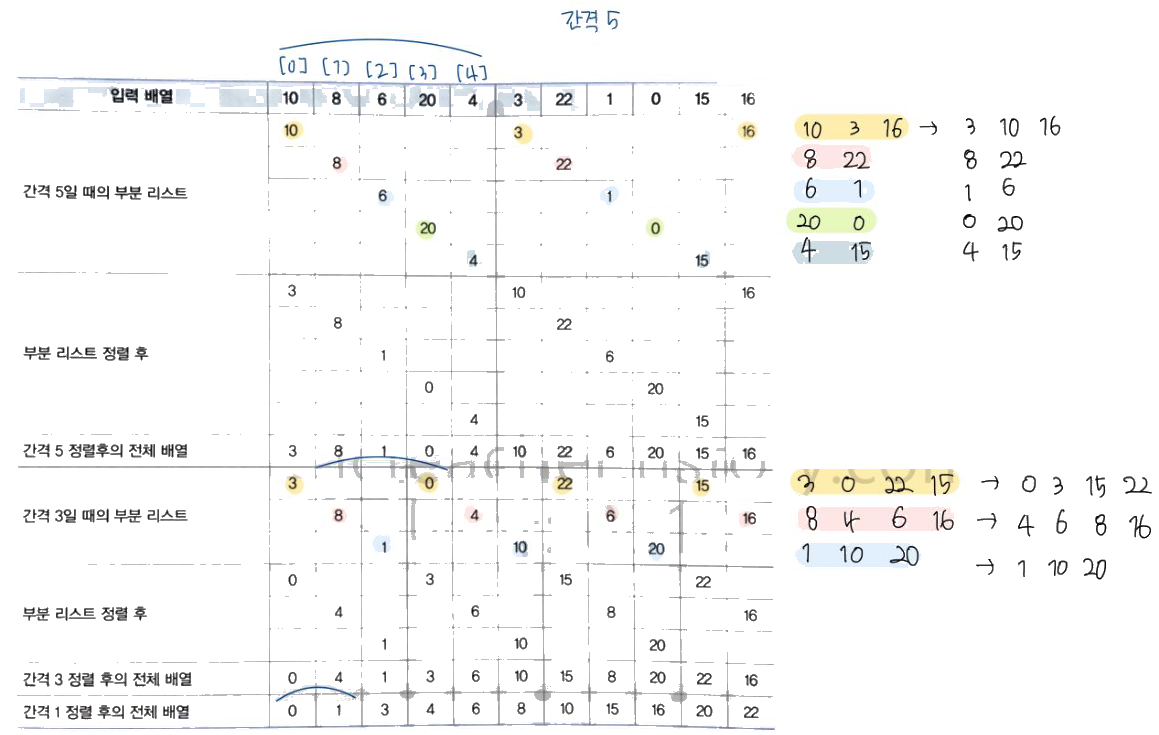 간격 5
[0] [1] [2] [3] [4]
입력 배열 10 8 6 20 4 3 22 1 0 15 16
10 3 16 10 3 16 → 3 10 16
8 22 8 22 8 22
간격 5일 때의 부분 리스트 6 1 6 1 1 6
20 0 20 0 0 20
4 15 4 15 4 15
3 10 16
8 22
부분 리스트 정렬 후 1 6
0 20
4 15
간격 5 정렬후의 전체 배열 3 8 1 0 4 10 22 6 20 15 16
3 0 22 15 3 0 22 15 → 0 3 15 22
간격 3일 때의 부분 리스트 8 4 6 16 8 4 6 16 → 4 6 8 16
1 10 20 1 10 20 → 1 10 20
0 3 15 22
부분 리스트 정렬 후 4 6 8 16
1 10 20
간격 3 정렬 후의 전체 배열 0 4 1 3 6 10 15 8 20 22 16
간격 1 정렬 후의 전체 배열 0 1 3 4 6 8 10 15 16 20 22